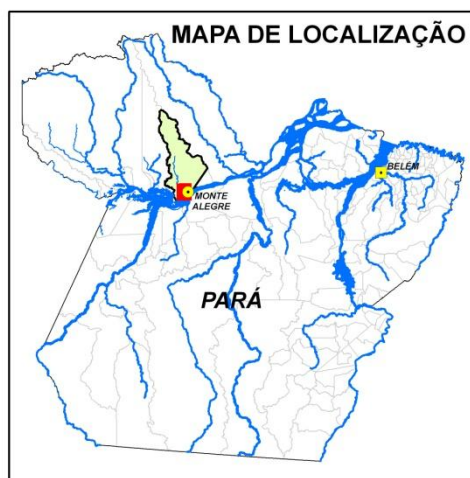 MAPA DE LOCALIZAÇÃO
BELÉM
MONTE
ALEGRE
PARÁ